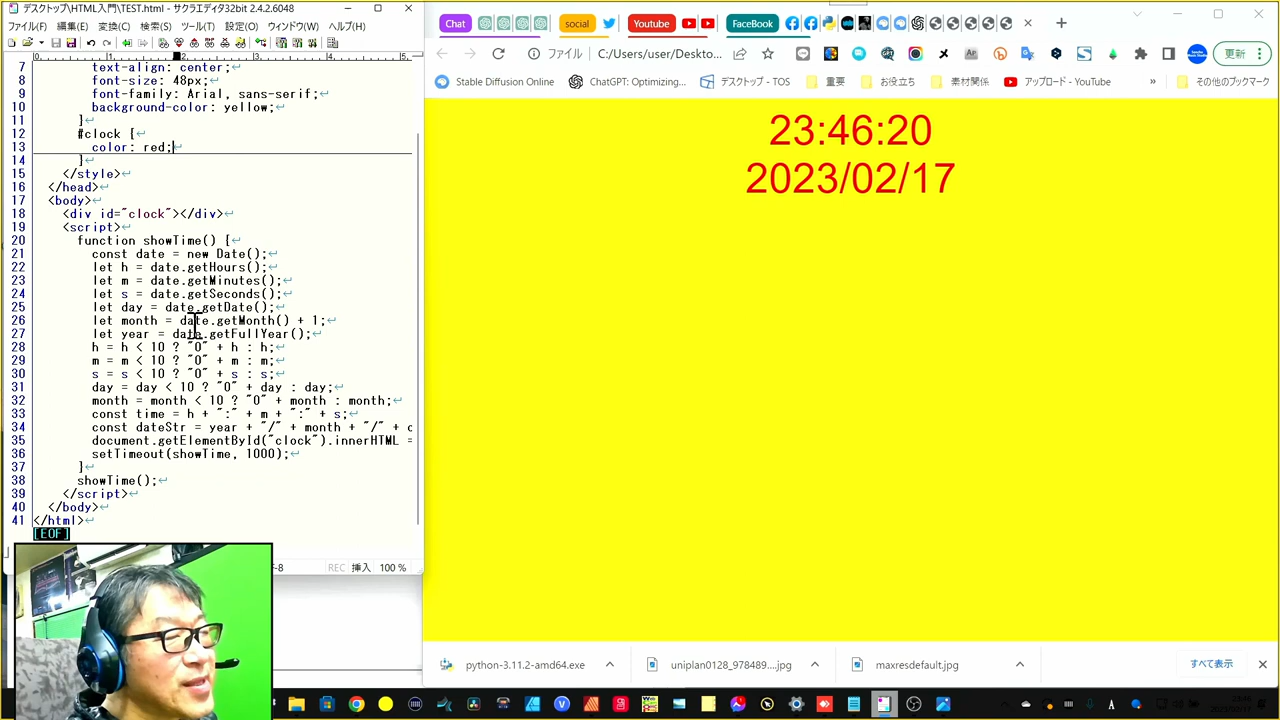 デスクトップ\HTML入門\TEST.html - サクラエディタ32bit 2.4.2.6048
ファイル(F) 編集(E) 変換(C) 検索(S) ツール(T) 設定(O) ウィンドウ(W) ヘルプ(H)
7 text-align: center;
8 font-size: 48px;
9 font-family: Arial, sans-serif;
10 background-color: yellow;
11 }
12 #clock {
13 color: red;
14 }
15 </style>
16 </head>
17 <body>
18 <div id="clock"></div>
19 <script>
20 function showTime() {
21 const date = new Date();
22 let h = date.getHours();
23 let m = date.getMinutes();
24 let s = date.getSeconds();
25 let day = date.getDate();
26 let month = date.getMonth() + 1;
27 let year = date.getFullYear();
28 h = h < 10 ? "0" + h : h;
29 m = m < 10 ? "0" + m : m;
30 s = s < 10 ? "0" + s : s;
31 day = day < 10 ? "0" + day : day;
32 month = month < 10 ? "0" + month : month;
33 const time = h + ":" + m + ":" + s;
34 const dateStr = year + "/" + month + "/" +
35 document.getElementById("clock").innerHTML =
36 setTimeout(showTime, 1000);
37 }
38 showTime();
39 </script>
40 </body>
41 </html>
[EOF]
REC 挿入 100 %
Chat social Youtube FaceBook
ファイル C:/Users/user/Deskto... 更新
Stable Diffusion Online ChatGPT: Optimizing... デスクトップ - TOS 重要 お役立ち 素材関係 アップロード - YouTube » その他のブックマーク
23:46:20
2023/02/17
python-3.11.2-amd64.exe uniplan0128_978489....jpg maxresdefault.jpg すべて表示